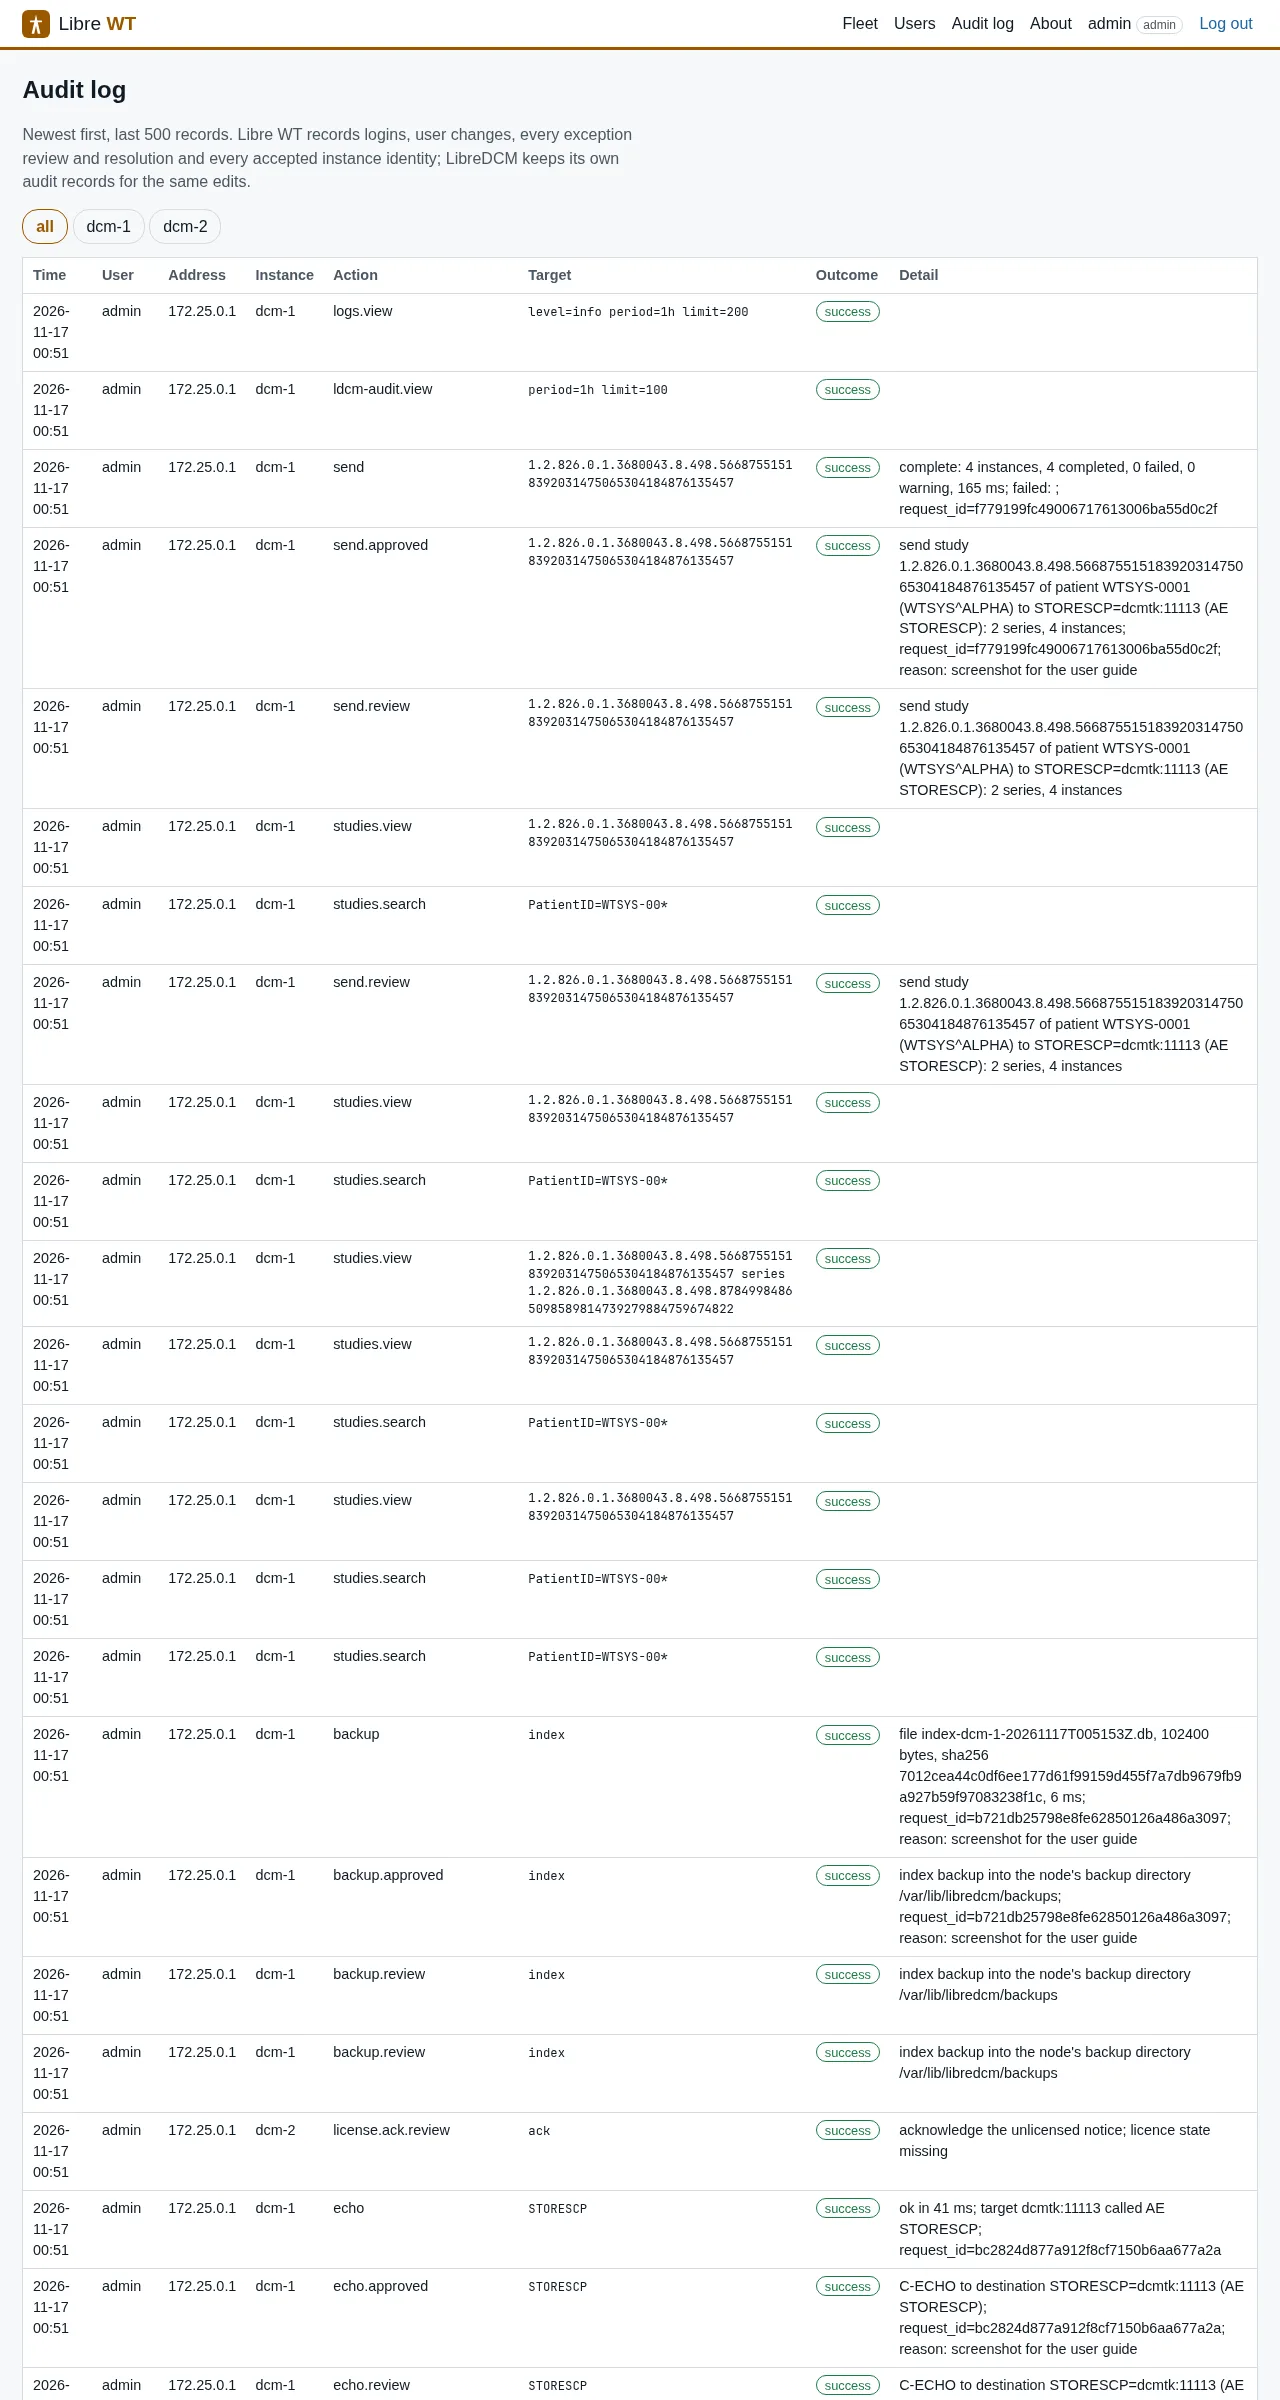 Libre WT Fleet Users Audit log About admin admin Log out
Audit log
Newest first, last 500 records. Libre WT records logins, user changes, every exception
review and resolution and every accepted instance identity; LibreDCM keeps its own
audit records for the same edits.
all dcm-1 dcm-2
Time User Address Instance Action Target Outcome Detail
2026- admin 172.25.0.1 dcm-1 logs.view level=info period=1h limit=200 success
11-17
00:51
2026- admin 172.25.0.1 dcm-1 ldcm-audit.view period=1h limit=100 success
11-17
00:51
2026- admin 172.25.0.1 dcm-1 send 1.2.826.0.1.3680043.8.498.5668755151 success complete: 4 instances, 4 completed, 0 failed, 0
11-17 8392031475065304184876135457 warning, 165 ms; failed: ;
00:51 request_id=f779199fc49006717613006ba55d0c2f
2026- admin 172.25.0.1 dcm-1 send.approved 1.2.826.0.1.3680043.8.498.5668755151 success send study
11-17 8392031475065304184876135457 1.2.826.0.1.3680043.8.498.566875515183920314750
00:51 65304184876135457 of patient WTSYS-0001
(WTSYS^ALPHA) to STORESCP=dcmtk:11113 (AE
STORESCP): 2 series, 4 instances;
request_id=f779199fc49006717613006ba55d0c2f;
reason: screenshot for the user guide
2026- admin 172.25.0.1 dcm-1 send.review 1.2.826.0.1.3680043.8.498.5668755151 success send study
11-17 8392031475065304184876135457 1.2.826.0.1.3680043.8.498.566875515183920314750
00:51 65304184876135457 of patient WTSYS-0001
(WTSYS^ALPHA) to STORESCP=dcmtk:11113 (AE
STORESCP): 2 series, 4 instances
2026- admin 172.25.0.1 dcm-1 studies.view 1.2.826.0.1.3680043.8.498.5668755151 success
11-17 8392031475065304184876135457
00:51
2026- admin 172.25.0.1 dcm-1 studies.search PatientID=WTSYS-00* success
11-17
00:51
2026- admin 172.25.0.1 dcm-1 send.review 1.2.826.0.1.3680043.8.498.5668755151 success send study
11-17 8392031475065304184876135457 1.2.826.0.1.3680043.8.498.566875515183920314750
00:51 65304184876135457 of patient WTSYS-0001
(WTSYS^ALPHA) to STORESCP=dcmtk:11113 (AE
STORESCP): 2 series, 4 instances
2026- admin 172.25.0.1 dcm-1 studies.view 1.2.826.0.1.3680043.8.498.5668755151 success
11-17 8392031475065304184876135457
00:51
2026- admin 172.25.0.1 dcm-1 studies.search PatientID=WTSYS-00* success
11-17
00:51
2026- admin 172.25.0.1 dcm-1 studies.view 1.2.826.0.1.3680043.8.498.5668755151 success
11-17 8392031475065304184876135457 series
00:51 1.2.826.0.1.3680043.8.498.8784998486
5098589814739279884759674822
2026- admin 172.25.0.1 dcm-1 studies.view 1.2.826.0.1.3680043.8.498.5668755151 success
11-17 8392031475065304184876135457
00:51
2026- admin 172.25.0.1 dcm-1 studies.search PatientID=WTSYS-00* success
11-17
00:51
2026- admin 172.25.0.1 dcm-1 studies.view 1.2.826.0.1.3680043.8.498.5668755151 success
11-17 8392031475065304184876135457
00:51
2026- admin 172.25.0.1 dcm-1 studies.search PatientID=WTSYS-00* success
11-17
00:51
2026- admin 172.25.0.1 dcm-1 studies.search PatientID=WTSYS-00* success
11-17
00:51
2026- admin 172.25.0.1 dcm-1 backup index success file index-dcm-1-20261117T005153Z.db, 102400
11-17 bytes, sha256
00:51 7012cea44c0df6ee177d61f99159d455f7a7db9679fb9
a927b59f97083238f1c, 6 ms;
request_id=b721db25798e8fe62850126a486a3097;
reason: screenshot for the user guide
2026- admin 172.25.0.1 dcm-1 backup.approved index success index backup into the node's backup directory
11-17 /var/lib/libredcm/backups;
00:51 request_id=b721db25798e8fe62850126a486a3097;
reason: screenshot for the user guide
2026- admin 172.25.0.1 dcm-1 backup.review index success index backup into the node's backup directory
11-17 /var/lib/libredcm/backups
00:51
2026- admin 172.25.0.1 dcm-1 backup.review index success index backup into the node's backup directory
11-17 /var/lib/libredcm/backups
00:51
2026- admin 172.25.0.1 dcm-2 license.ack.review ack success acknowledge the unlicensed notice; licence state
11-17 missing
00:51
2026- admin 172.25.0.1 dcm-1 echo STORESCP success ok in 41 ms; target dcmtk:11113 called AE
11-17 STORESCP;
00:51 request_id=bc2824d877a912f8cf7150b6aa677a2a
2026- admin 172.25.0.1 dcm-1 echo.approved STORESCP success C-ECHO to destination STORESCP=dcmtk:11113 (AE
11-17 STORESCP);
00:51 request_id=bc2824d877a912f8cf7150b6aa677a2a;
reason: screenshot for the user guide
2026- admin 172.25.0.1 dcm-1 echo.review STORESCP success C-ECHO to destination STORESCP=dcmtk:11113 (AE